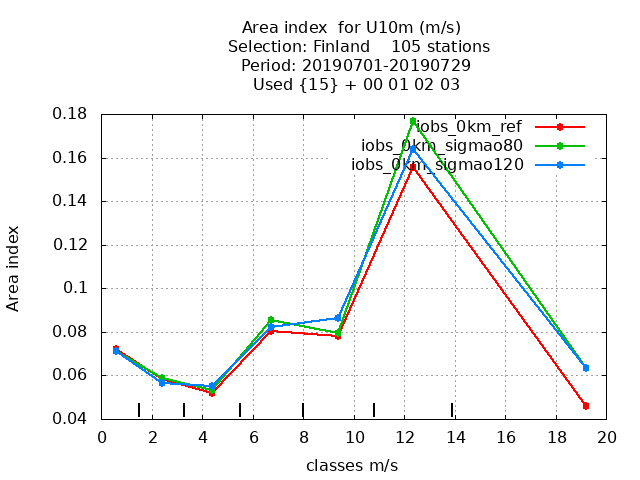 Area index  for U10m (m/s)
Selection: Finland    105 stations
Period: 20190701-20190729
Used {15} + 00 01 02 03
iobs_0km_ref
iobs_0km_sigmao80
iobs_0km_sigmao120
Area index
0.18
0.16
0.14
0.12
0.1
0.08
0.06
0.04
0 2 4 6 8 10 12 14 16 18 20
classes m/s